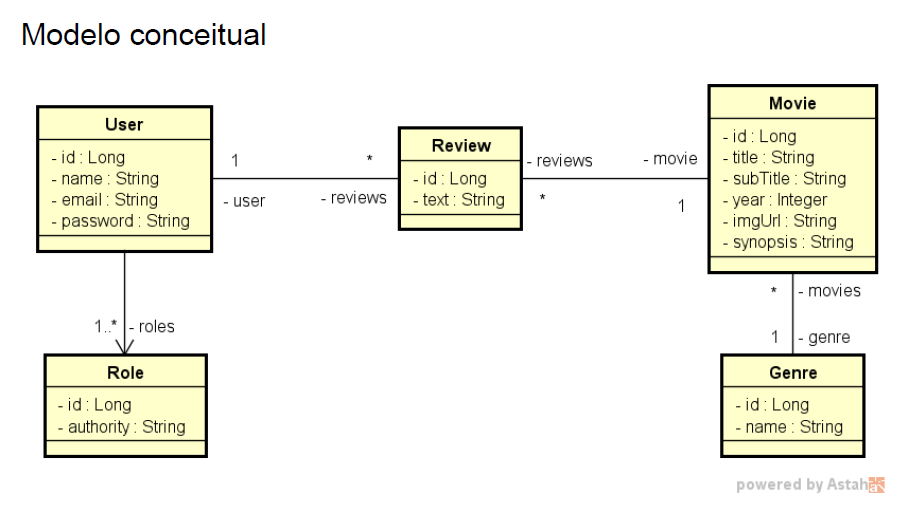 Modelo conceitual
User
- id : Long
- name : String
- email : String
- password : String
1
- user
*
- reviews
Review
- id : Long
- text : String
- reviews
*
- movie
1
Movie
- id : Long
- title : String
- subTitle : String
- year : Integer
- imgUrl : String
- synopsis : String
1..*
- roles
Role
- id : Long
- authority : String
*
- movies
1
- genre
Genre
- id : Long
- name : String
powered by Astah